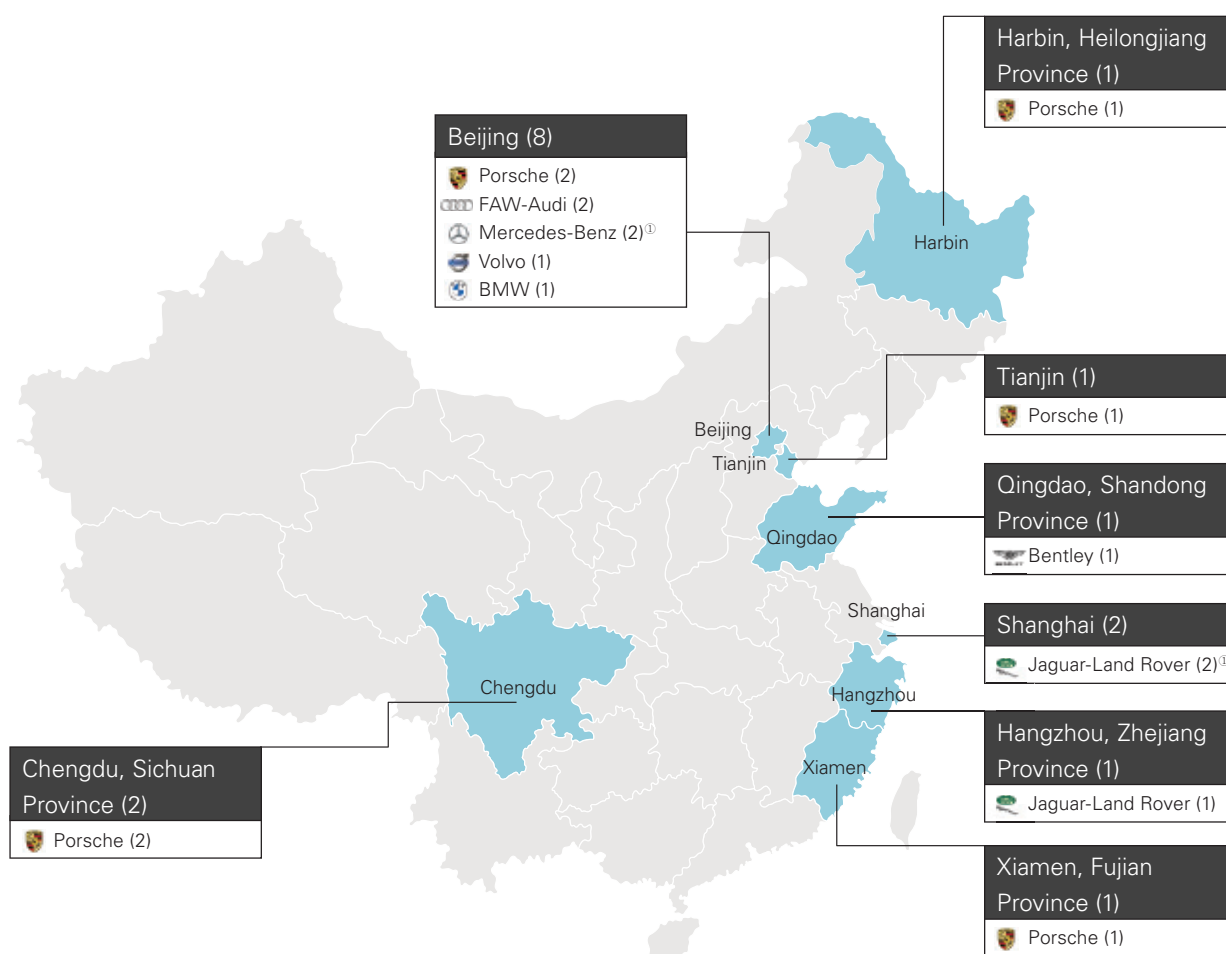 Harbin, Heilongjiang
Province (1)
Porsche (1)
Beijing (8)
Porsche (2)
FAW-Audi (2)
Mercedes-Benz (2)①
Volvo (1)
BMW (1)
Harbin
Tianjin (1)
Porsche (1)
Beijing
Tianjin
Qingdao, Shandong
Province (1)
Bentley (1)
Qingdao
Shanghai
Shanghai (2)
Jaguar-Land Rover (2)①
Chengdu
Hangzhou
Hangzhou, Zhejiang
Province (1)
Jaguar-Land Rover (1)
Chengdu, Sichuan
Province (2)
Porsche (2)
Xiamen
Xiamen, Fujian
Province (1)
Porsche (1)